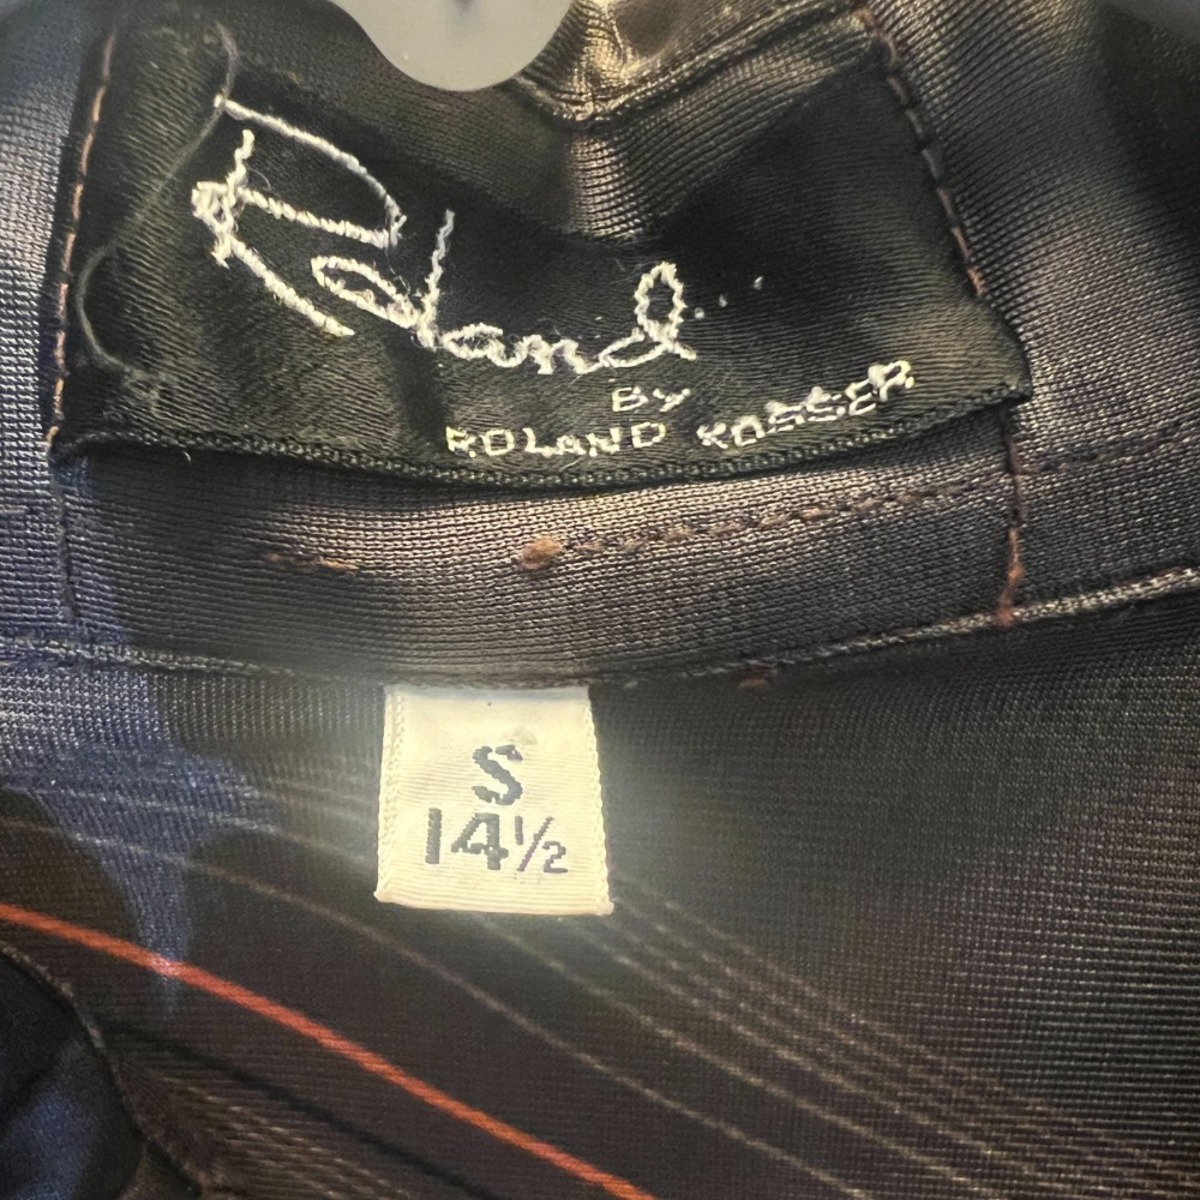 Roland
BY
ROLAND KOSSER
S
14½